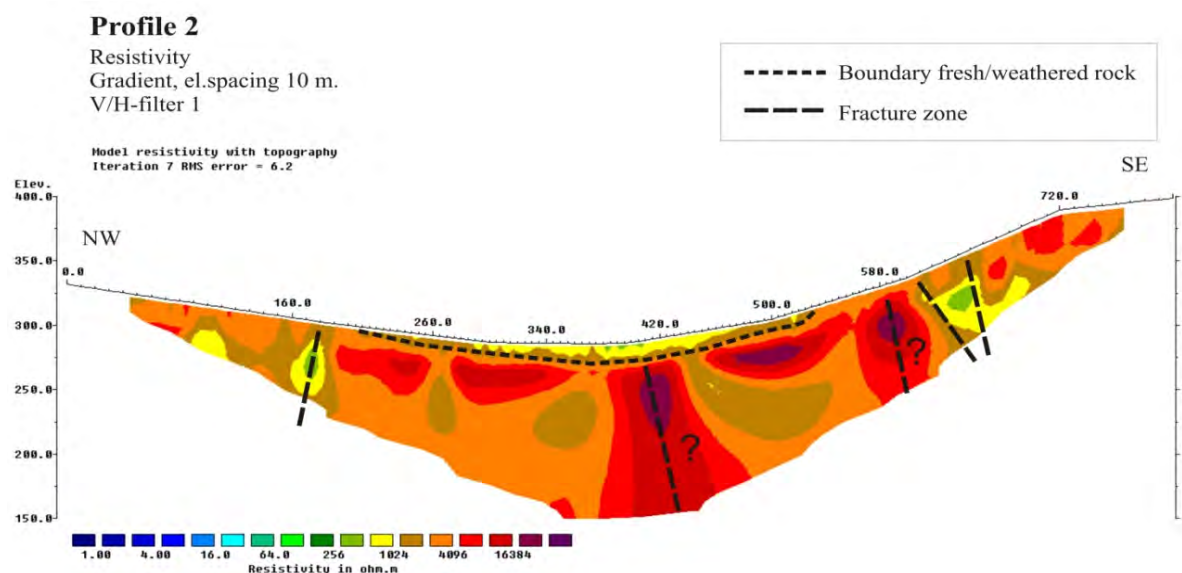 Profile 2
Resistivity
Gradient, el.spacing 10 m.
V/H-filter 1
Boundary fresh/weathered rock
Fracture zone
Model resistivity with topography
Iteration 7 RMS error = 6.2
Elev.
SE
400.0
720.0
NW
350.0
0.0
580.0
160.0
500.0
300.0
260.0
340.0
420.0
?
250.0
?
200.0
150.0
1.00 4.00 16.0 64.0 256 1024 4096 16384
Resistivity in ohm.m